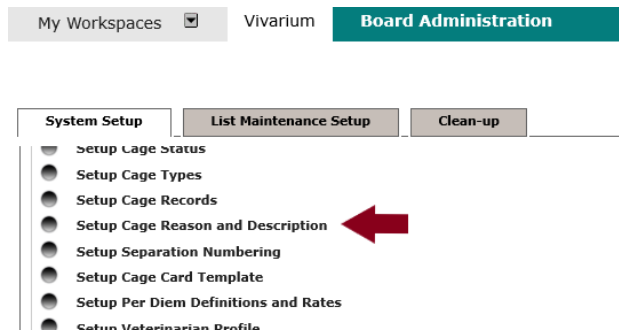 My Workspaces Vivarium Board Administration
System Setup List Maintenance Setup Clean-up
Setup Cage Status
Setup Cage Types
Setup Cage Records
Setup Cage Reason and Description
Setup Separation Numbering
Setup Cage Card Template
Setup Per Diem Definitions and Rates
Setup Veterinarian Profile